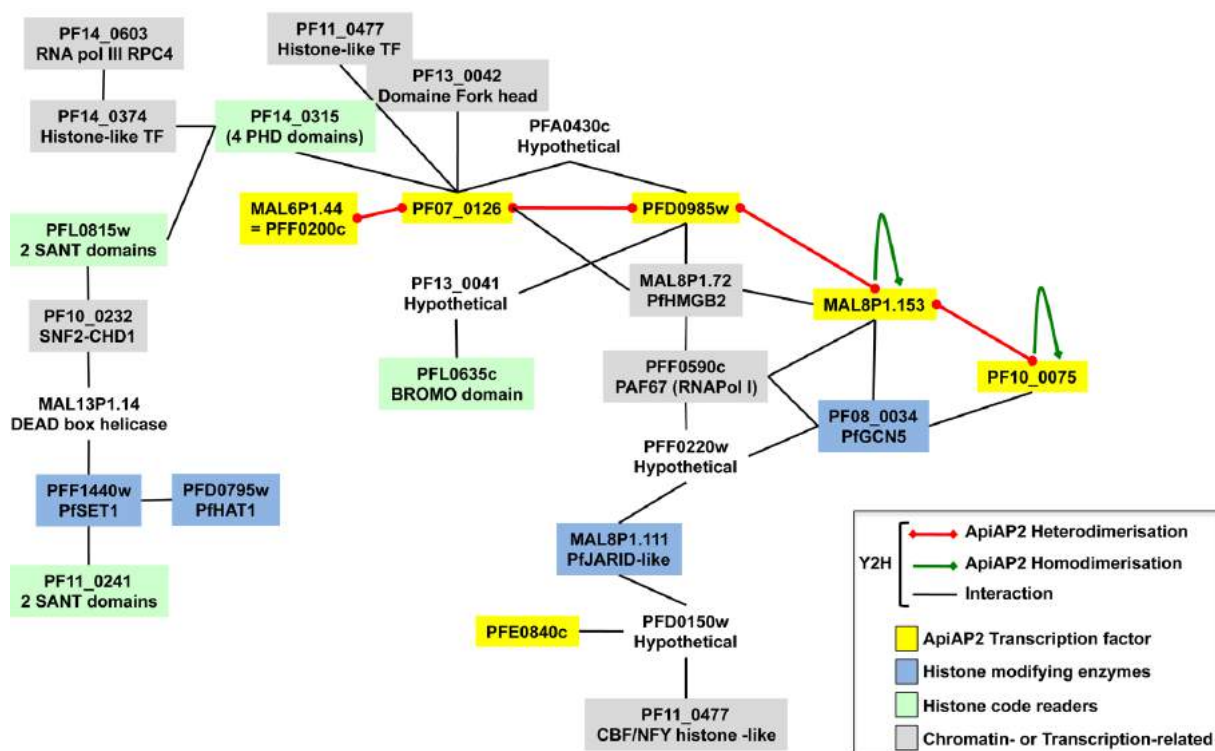 PF14_0603
RNA pol III RPC4
PF11_0477
Histone-like TF
PF13_0042
Domaine Fork head
PF14_0374
Histone-like TF
PF14_0315
(4 PHD domains)
PFA0430c
Hypothetical
MAL6P1.44
= PFF0200c
PF07_0126
PFD0985w
PFL0815w
2 SANT domains
PF13_0041
Hypothetical
MAL8P1.72
PfHMGB2
MAL8P1.153
PF10_0232
SNF2-CHD1
PFL0635c
BROMO domain
PFF0590c
PAF67 (RNAPol I)
PF10_0075
MAL13P1.14
DEAD box helicase
PF08_0034
PfGCN5
PFF0220w
Hypothetical
PFF1440w
PfSET1
PFD0795w
PfHAT1
MAL8P1.111
PfJARID-like
PF11_0241
2 SANT domains
PFE0840c
PFD0150w
Hypothetical
PF11_0477
CBF/NFY histone -like
Y2H
ApiAP2 Heterodimerisation
ApiAP2 Homodimerisation
Interaction
ApiAP2 Transcription factor
Histone modifying enzymes
Histone code readers
Chromatin- or Transcription-related